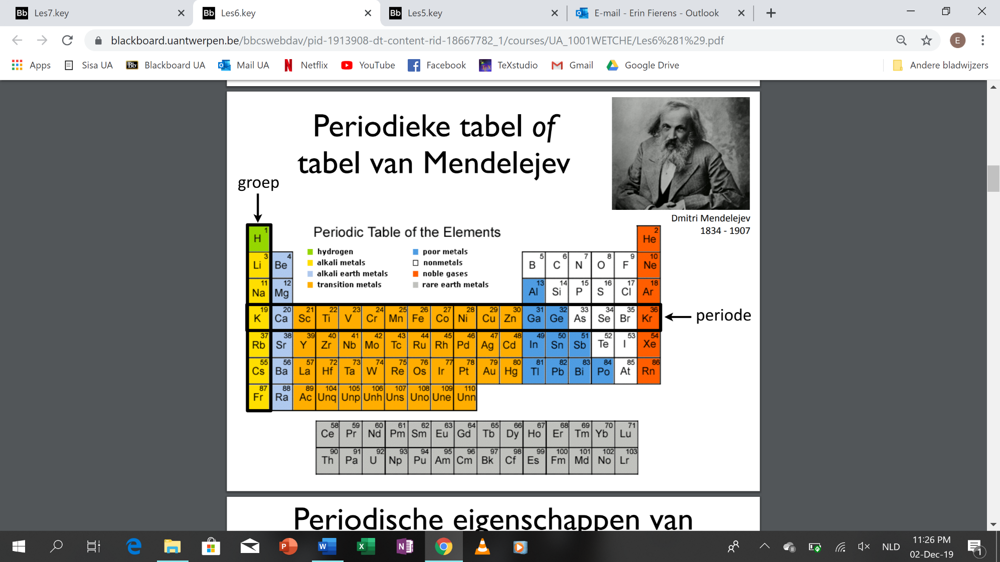 Les7.key
Les6.key
Les5.key
E-mail - Erin Fierens - Outlook
blackboard.uantwerpen.be/bbcswebdav/pid-1913908-dt-content-rid-18667782_1/courses/UA_1001WETCHE/Les6%281%29.pdf
E
Apps Sisa UA Blackboard UA Mail UA Netflix YouTube Facebook TeXstudio Gmail Google Drive Andere bladwijzers
Periodieke tabel of
tabel van Mendelejev
groep
Dmitri Mendelejev
1834 - 1907
Periodic Table of the Elements
hydrogen poor metals
alkali metals nonmetals
alkali earth metals noble gases
transition metals rare earth metals
1 2
H He
3 4 5 6 7 8 9 10
Li Be B C N O F Ne
11 12 13 14 15 16 17 18
Na Mg Al Si P S Cl Ar
19 20 21 22 23 24 25 26 27 28 29 30 31 32 33 34 35 36
K Ca Sc Ti V Cr Mn Fe Co Ni Cu Zn Ga Ge As Se Br Kr
periode
37 38 39 40 41 42 43 44 45 46 47 48 49 50 51 52 53 54
Rb Sr Y Zr Nb Mo Tc Ru Rh Pd Ag Cd In Sn Sb Te I Xe
55 56 57 72 73 74 75 76 77 78 79 80 81 82 83 84 85 86
Cs Ba La Hf Ta W Re Os Ir Pt Au Hg Tl Pb Bi Po At Rn
87 88 89 104 105 106 107 108 109 110
Fr Ra Ac Unq Unp Unh Uns Uno Une Unn
58 59 60 61 62 63 64 65 66 67 68 69 70 71
Ce Pr Nd Pm Sm Eu Gd Tb Dy Ho Er Tm Yb Lu
90 91 92 93 94 95 96 97 98 99 100 101 102 103
Th Pa U Np Pu Am Cm Bk Cf Es Fm Md No Lr
Periodische eigenschappen van
NLD
11:26 PM
02-Dec-19
1